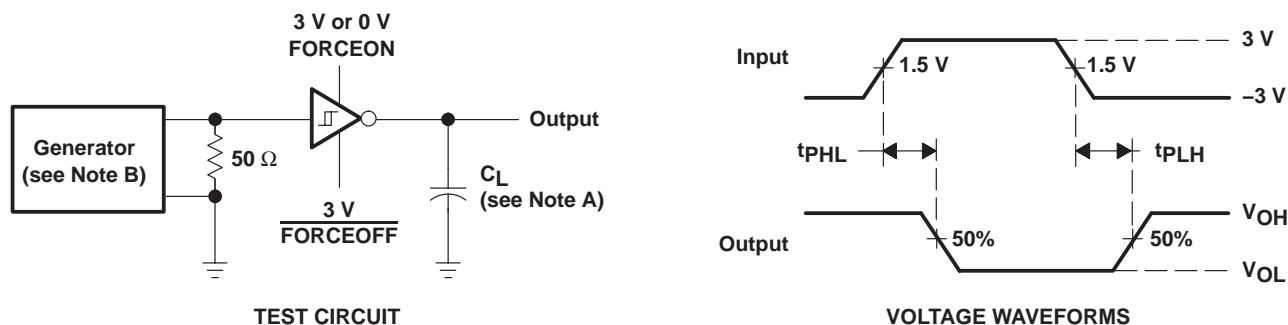 3 V or 0 V
FORCEON
Generator
(see Note B)
50 Ω
3 V
FORCEOFF
CL
(see Note A)
Output
TEST CIRCUIT
Input
1.5 V
1.5 V
3 V
–3 V
tPHL
tPLH
Output
50%
50%
VOH
VOL
VOLTAGE WAVEFORMS